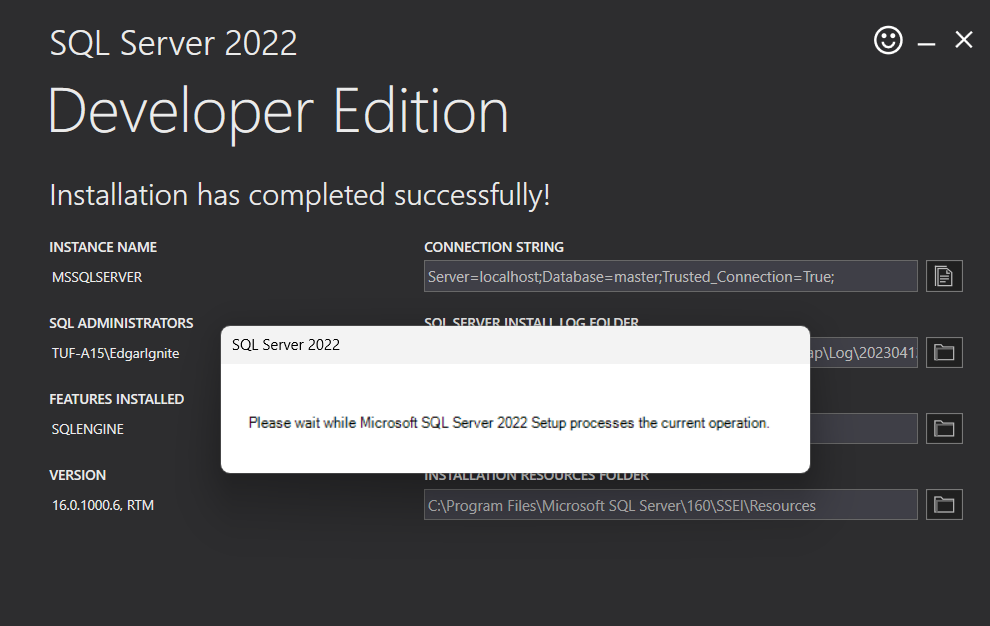 SQL Server 2022
Developer Edition
Installation has completed successfully!
INSTANCE NAME
MSSQLSERVER
CONNECTION STRING
Server=localhost;Database=master;Trusted_Connection=True;
SQL ADMINISTRATORS
TUF-A15\EdgarIgnite
SQL SERVER INSTALL LOG FOLDER
ap\Log\2023041
FEATURES INSTALLED
SQLENGINE
VERSION
16.0.1000.6, RTM
INSTALLATION RESOURCES FOLDER
C:\Program Files\Microsoft SQL Server\160\SSEI\Resources
SQL Server 2022
Please wait while Microsoft SQL Server 2022 Setup processes the current operation.